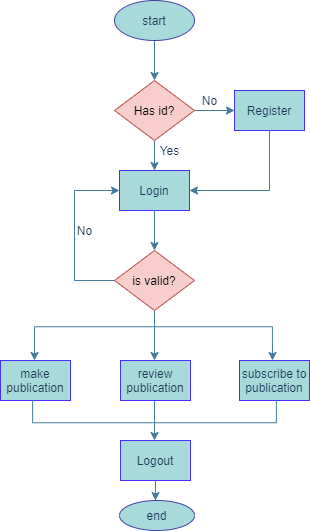 start
Has id?
No
Register
Yes
Login
No
is valid?
make
publication
review
publication
subscribe to
publication
Logout
end